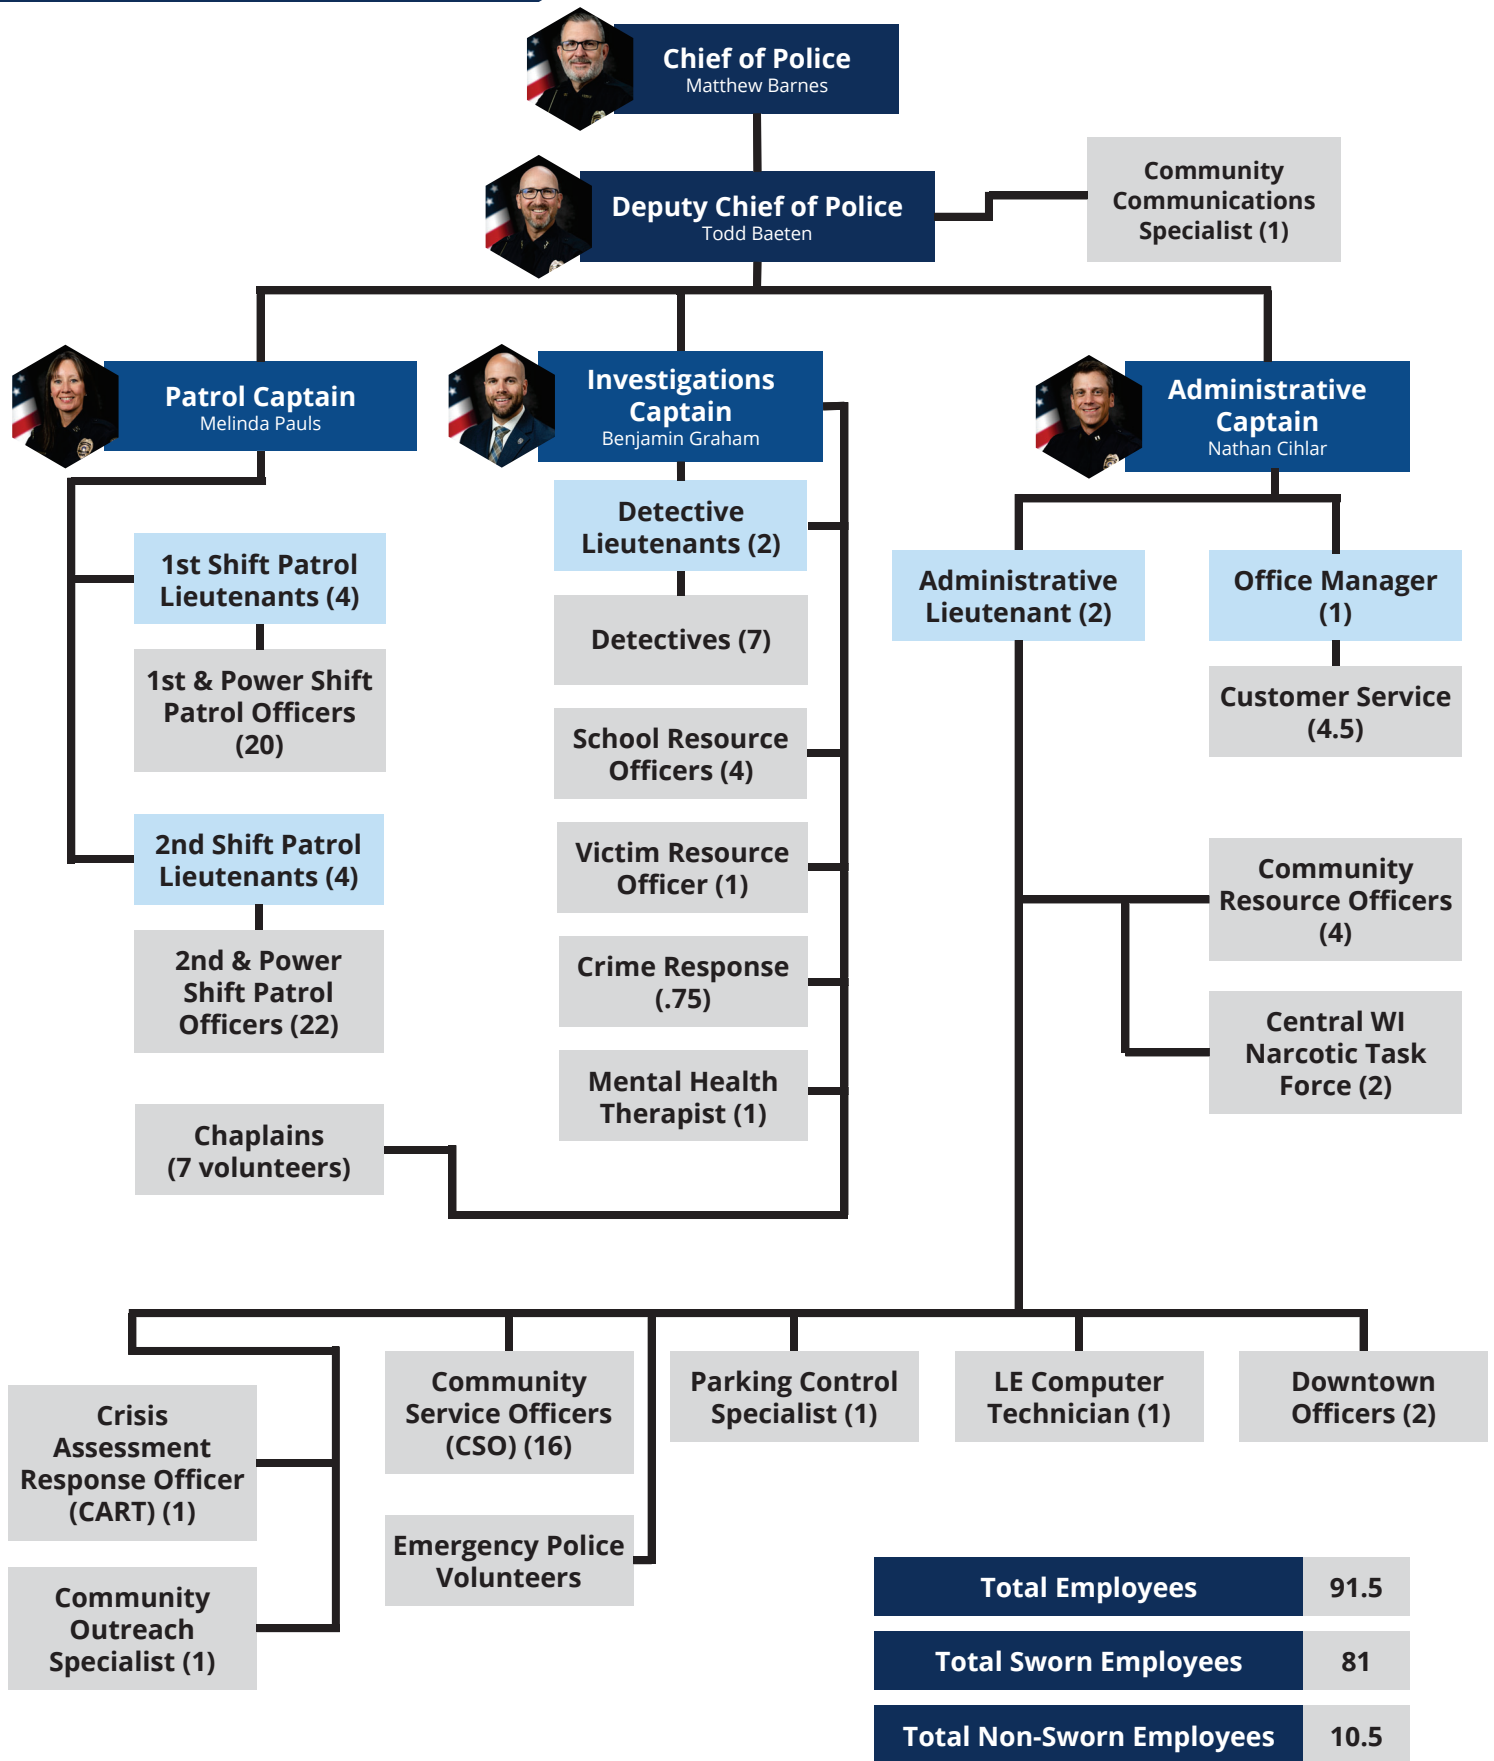 Chief of Police
Matthew Barnes
Deputy Chief of Police
Todd Baeten
Community
Communications
Specialist (1)
Patrol Captain
Melinda Pauls
Investigations
Captain
Benjamin Graham
Administrative
Captain
Nathan Cihlar
1st Shift Patrol
Lieutenants (4)
1st & Power Shift
Patrol Officers
(20)
2nd Shift Patrol
Lieutenants (4)
2nd & Power
Shift Patrol
Officers (22)
Chaplains
(7 volunteers)
Detective
Lieutenants (2)
Detectives (7)
School Resource
Officers (4)
Victim Resource
Officer (1)
Crime Response
(.75)
Mental Health
Therapist (1)
Administrative
Lieutenant (2)
Office Manager
(1)
Customer Service
(4.5)
Community
Resource Officers
(4)
Central WI
Narcotic Task
Force (2)
Crisis
Assessment
Response Officer
(CART) (1)
Community
Outreach
Specialist (1)
Community
Service Officers
(CSO) (16)
Emergency Police
Volunteers
Parking Control
Specialist (1)
LE Computer
Technician (1)
Downtown
Officers (2)
Total Employees 91.5
Total Sworn Employees 81
Total Non-Sworn Employees 10.5